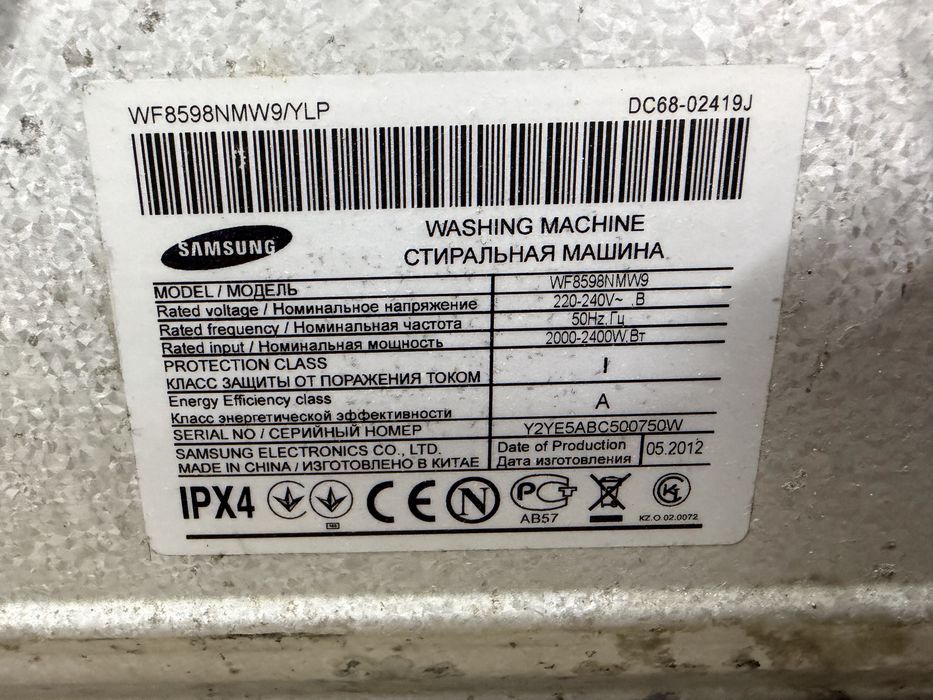 WF8598NMW9/YLP DC68-02419J
SAMSUNG
WASHING MACHINE
СТИРАЛЬНАЯ МАШИНА
MODEL / МОДЕЛЬ WF8598NMW9
Rated voltage / Номинальное напряжение 220-240V~ .В
Rated frequency / Номинальная частота 50Hz.Гц
Rated input / Номинальная мощность 2000-2400W.Вт
PROTECTION CLASS I
КЛАСС ЗАЩИТЫ ОТ ПОРАЖЕНИЯ ТОКОМ
Energy Efficiency class A
Класс энергетической эффективности
SERIAL NO / СЕРИЙНЫЙ НОМЕР Y2YE5ABC500750W
SAMSUNG ELECTRONICS CO., LTD. Date of Production 05.2012
MADE IN CHINA / ИЗГОТОВЛЕНО В КИТАЕ Дата изготовления
IPX4 CE N РСТ
АВ57 KZ.O 02.0072